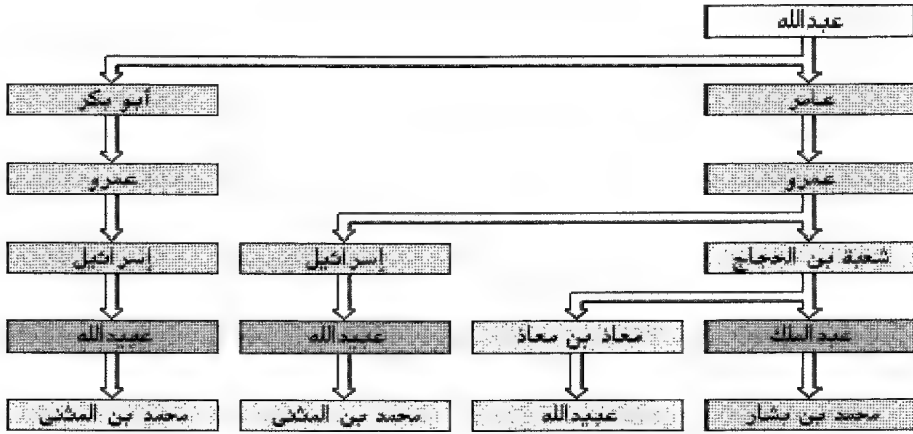 عبدالله
عامر
أبو بكر
عمرو
عمرو
شعبة بن الحجاج
إسرائيل
إسرائيل
عبدالملك
معاذ بن معاذ
عبيدالله
عبيدالله
محمد بن بشار
عبيدالله
محمد بن المثنى
محمد بن المثنى